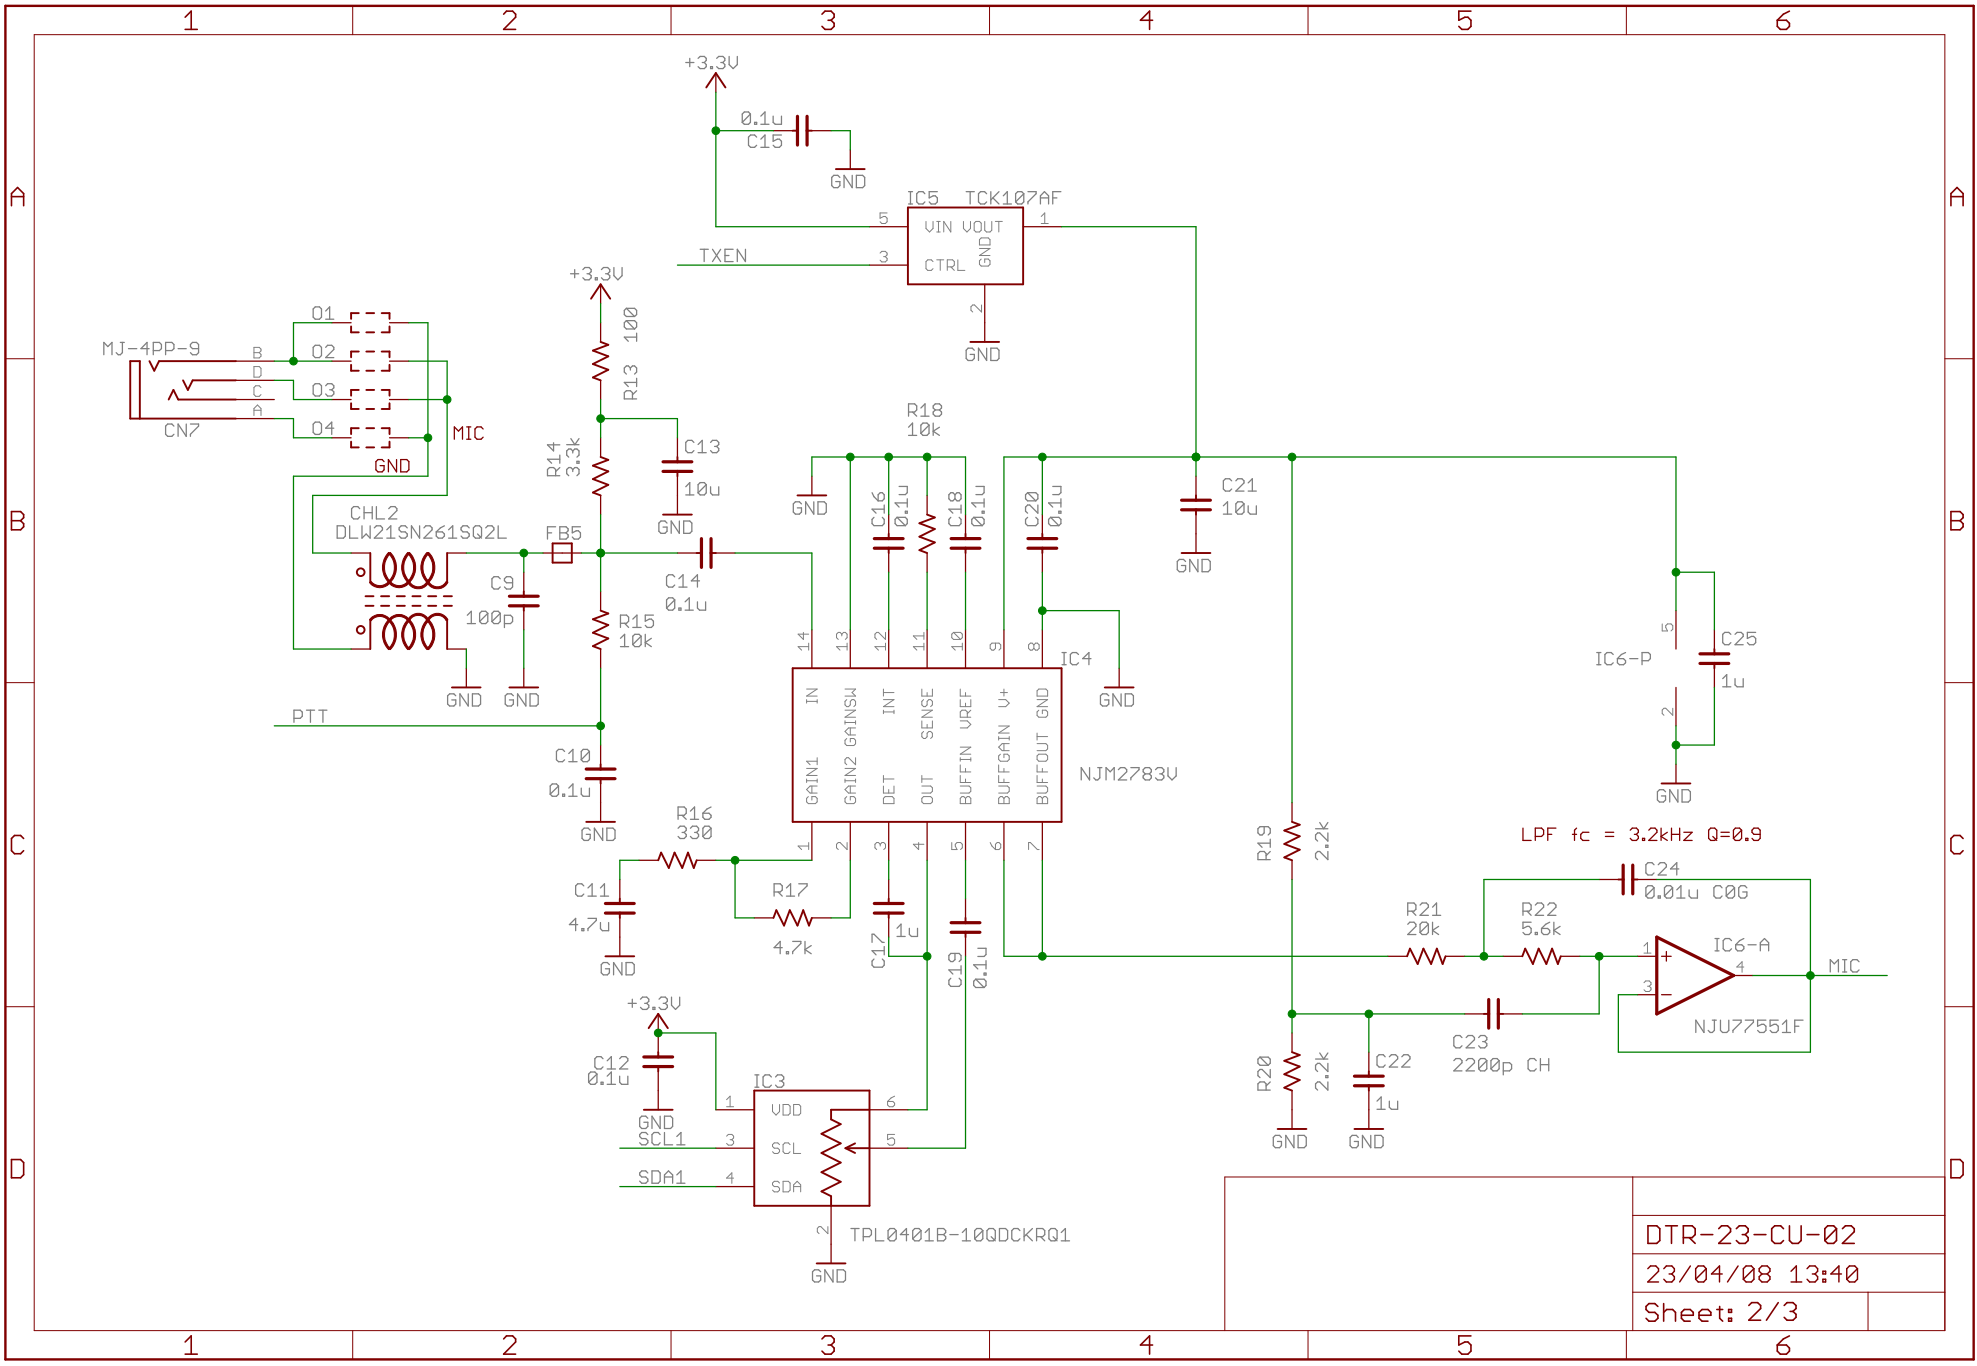 1 2 3 4 5 6
A
B
C
D
A
B
C
D
+3.3V
0.1u
C15
GND
IC5 TCK107AF
5 VIN VOUT 1
3 CTRL GND
TXEN
2
GND
+3.3V
R13 100
O1
O2
O3
O4
MJ-4PP-9
B
D
C
A
CN7
MIC
GND
R14
3.3k
C13
10u
GND
R18
10k
GND
C16
0.1u
C18
0.1u
C20
0.1u
C21
10u
GND
CHL2
DLW21SN261SQ2L
FB5
C9
100p
C14
0.1u
R15
10k
GND
GND
PTT
C10
0.1u
GND
14 13 12 11 10 9 8
IC4
IN GAINSW INT SENSE VREF V+ GND
GAIN1 GAIN2 DET OUT BUFFIN BUFFGAIN BUFFOUT
1 2 3 4 5 6 7
NJM2783V
GND
5
IC6-P
2
C25
1u
GND
R16
330
C11
4.7u
GND
R17
4.7k
C17
1u
C19
0.1u
R19
2.2k
LPF fc = 3.2kHz Q=0.9
C24
0.01u C0G
R21
20k
R22
5.6k
IC6-A
1
+
3
-
4
MIC
NJU77551F
C23
2200p CH
R20
2.2k
C22
1u
GND
GND
+3.3V
C12
0.1u
GND
IC3
1 VDD 6
SCL1
3 SCL 5
SDA1
4 SDA
2
TPL0401B-10QDCKRQ1
GND
DTR-23-CU-02
23/04/08 13:40
Sheet: 2/3
1 2 3 4 5 6